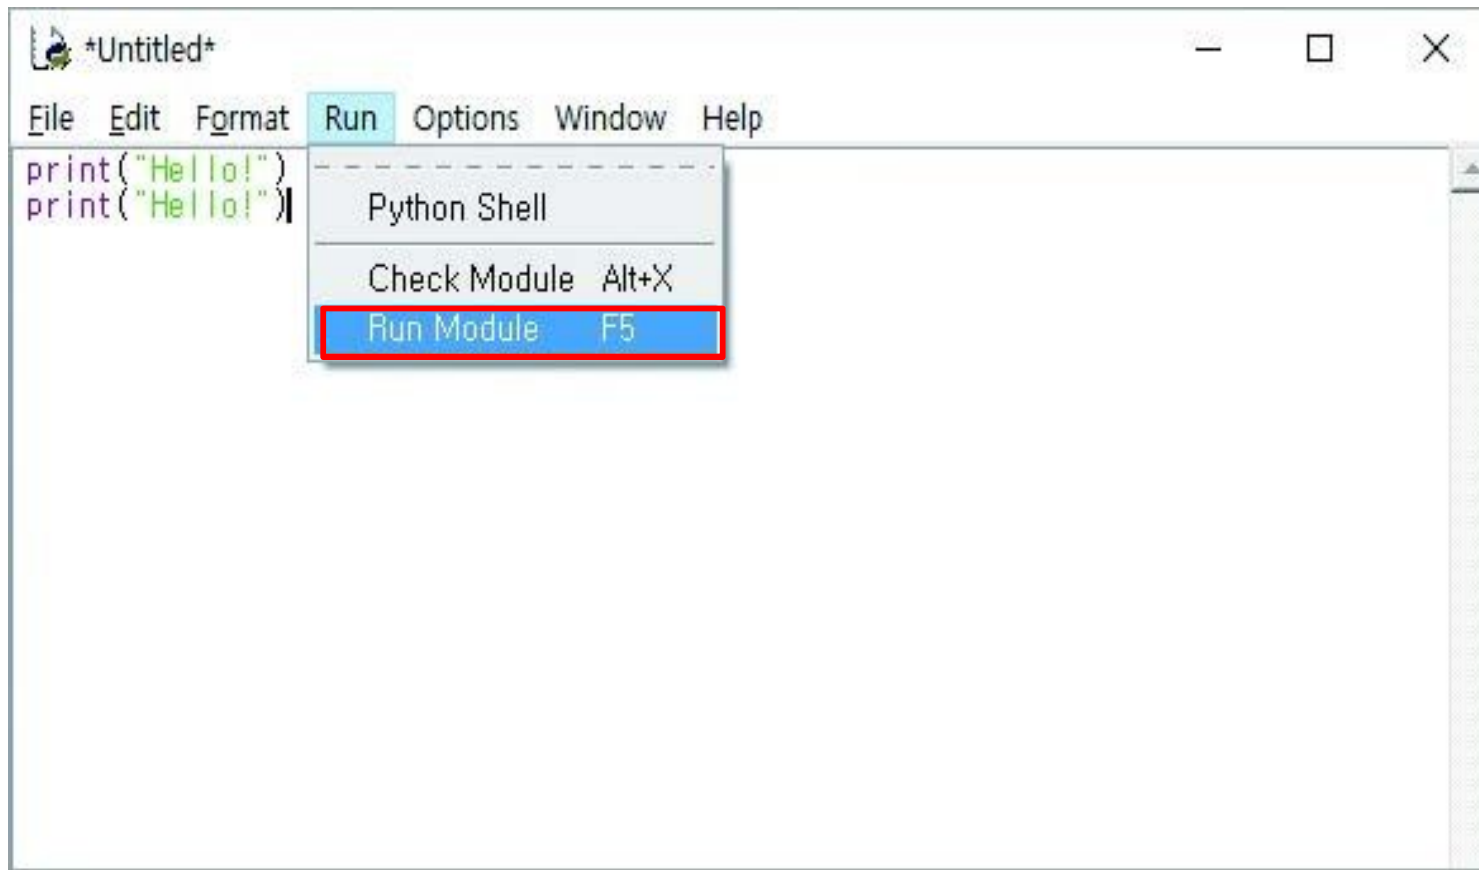 *Untitled*
File Edit Format Run Options Window Help
print("Hello!")
print("Hello!")
Python Shell
Check Module Alt+X
Run Module F5